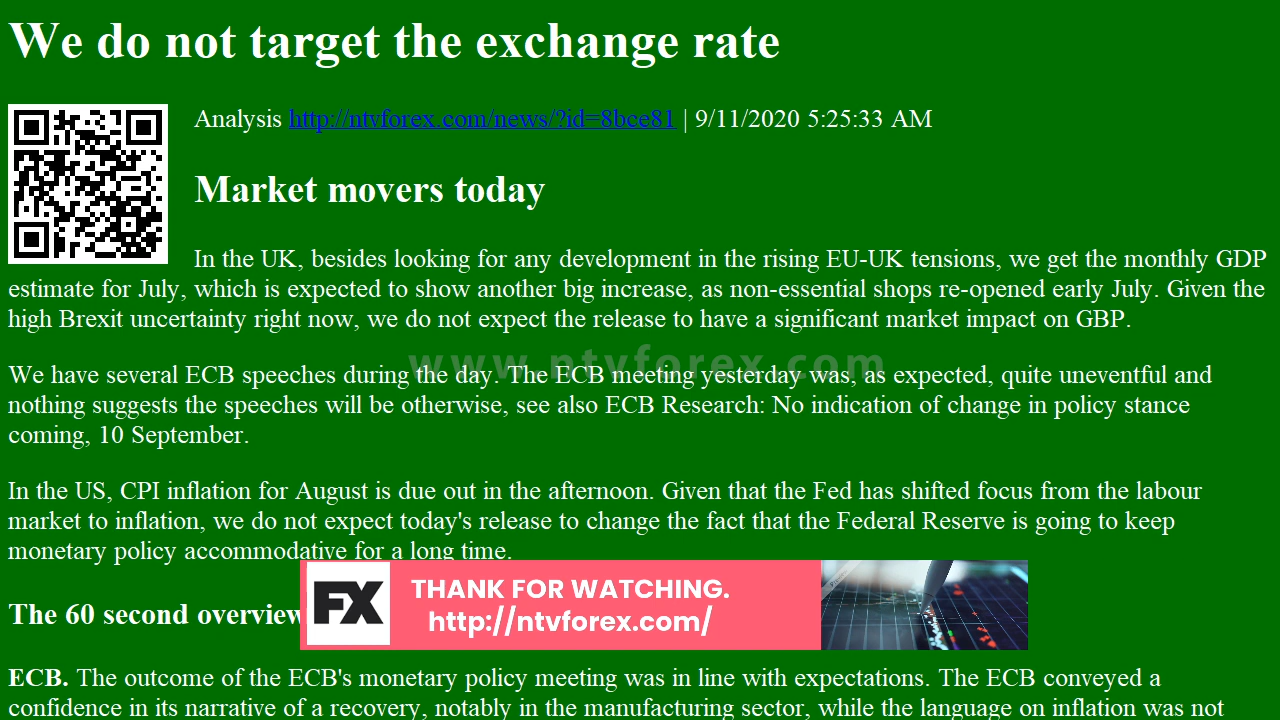 We do not target the exchange rate
Analysis http://ntvforex.com/news/?id=8bce81 | 9/11/2020 5:25:33 AM
Market movers today
In the UK, besides looking for any development in the rising EU-UK tensions, we get the monthly GDP
estimate for July, which is expected to show another big increase, as non-essential shops re-opened early July. Given the
high Brexit uncertainty right now, we do not expect the release to have a significant market impact on GBP.
www.ntvforex.com
We have several ECB speeches during the day. The ECB meeting yesterday was, as expected, quite uneventful and
nothing suggests the speeches will be otherwise, see also ECB Research: No indication of change in policy stance
coming, 10 September.
In the US, CPI inflation for August is due out in the afternoon. Given that the Fed has shifted focus from the labour
market to inflation, we do not expect today's release to change the fact that the Federal Reserve is going to keep
monetary policy accommodative for a long time.
FX
THANK FOR WATCHING.
http://ntvforex.com/
The 60 second overview
ECB. The outcome of the ECB's monetary policy meeting was in line with expectations. The ECB conveyed a
confidence in its narrative of a recovery, notably in the manufacturing sector, while the language on inflation was not